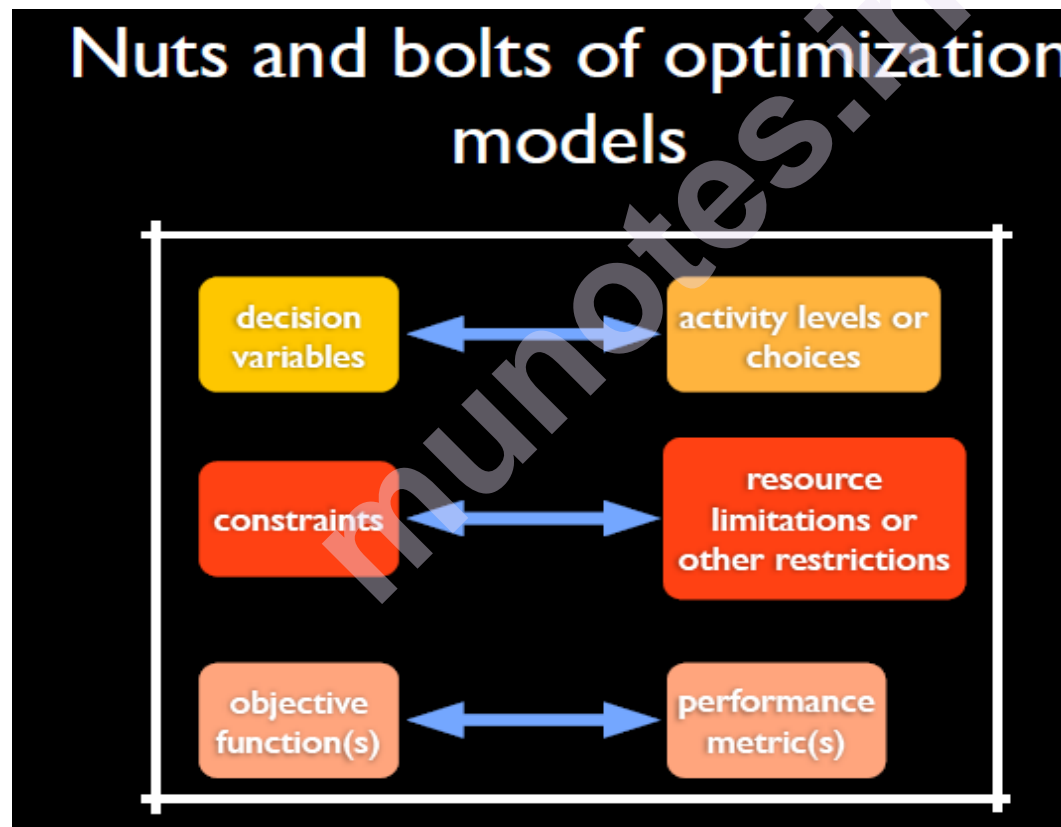 Nuts and bolts of optimization
models
decision
variables
activity levels or
choices
constraints
resource
limitations or
other restrictions
objective
function(s)
performance
metric(s)
munotes.in